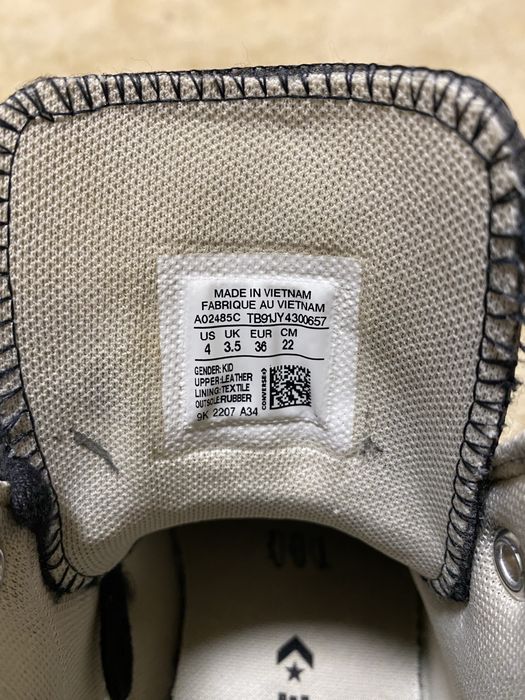 MADE IN VIETNAM
FABRIQUE AU VIETNAM
A02485C TB91JY4300657
US UK EUR CM
4 3.5 36 22
GENDER:KID
UPPER:LEATHER
LINING:TEXTILE
OUTSOLE:RUBBER
CONVERSE
9K 2207 A34